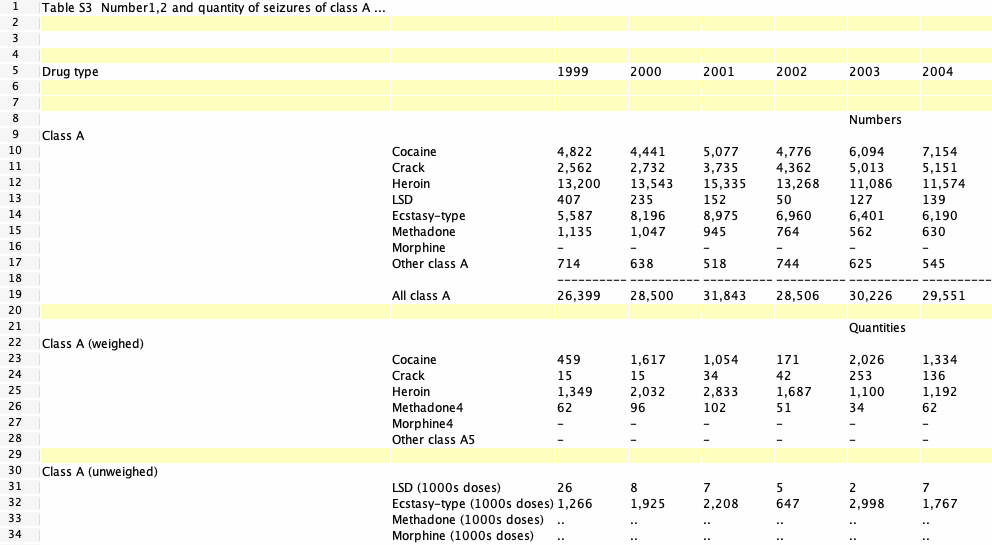 1 Table S3 Number1,2 and quantity of seizures of class A ...
2
3
4
5 Drug type 1999 2000 2001 2002 2003 2004
6
7
8 Numbers
9 Class A
10 Cocaine 4,822 4,441 5,077 4,776 6,094 7,154
11 Crack 2,562 2,732 3,735 4,362 5,013 5,151
12 Heroin 13,200 13,543 15,335 13,268 11,086 11,574
13 LSD 407 235 152 50 127 139
14 Ecstasy-type 5,587 8,196 8,975 6,960 6,401 6,190
15 Methadone 1,135 1,047 945 764 562 630
16 Morphine - - - - - -
17 Other class A 714 638 518 744 625 545
18 ---------- ---------- ---------- ---------- ---------- ----------
19 All class A 26,399 28,500 31,843 28,506 30,226 29,551
20
21 Quantities
22 Class A (weighed)
23 Cocaine 459 1,617 1,054 171 2,026 1,334
24 Crack 15 15 34 42 253 136
25 Heroin 1,349 2,032 2,833 1,687 1,100 1,192
26 Methadone4 62 96 102 51 34 62
27 Morphine4 - - - - - -
28 Other class A5 - - - - - -
29
30 Class A (unweighed)
31 LSD (1000s doses) 26 8 7 5 2 7
32 Ecstasy-type (1000s doses) 1,266 1,925 2,208 647 2,998 1,767
33 Methadone (1000s doses) .. .. .. .. .. ..
34 Morphine (1000s doses) .. .. .. .. .. ..